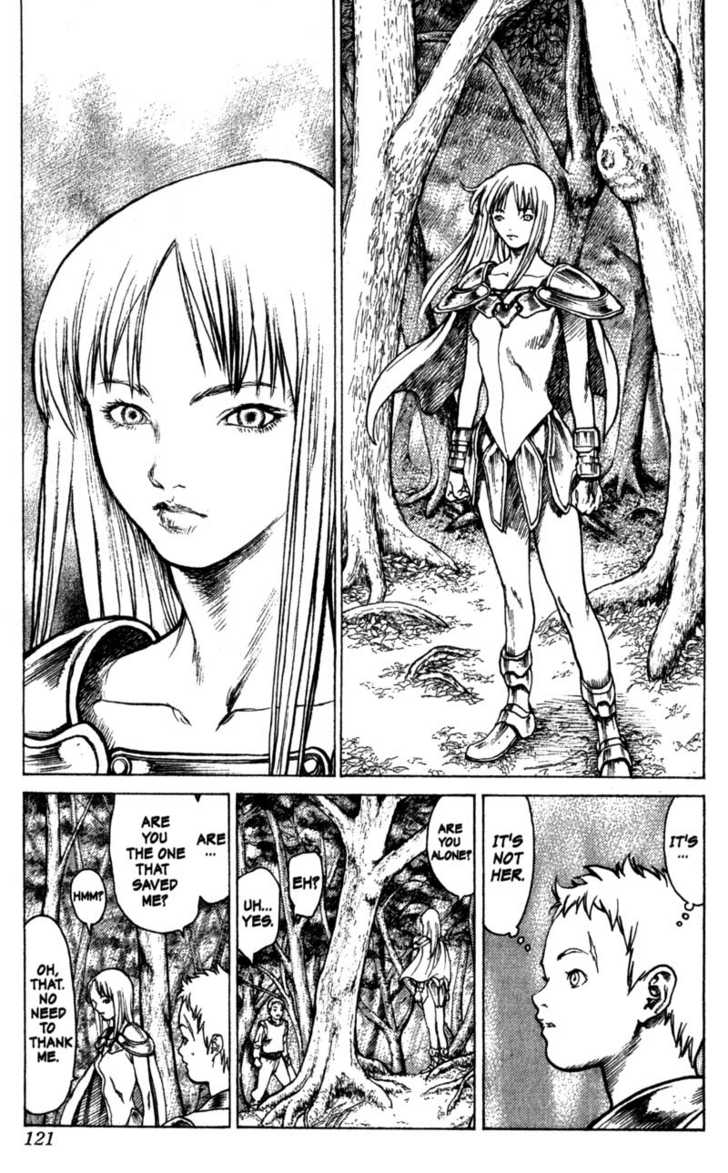 IT'S
...
IT'S
NOT
HER.
ARE
YOU
ALONE?
EH?
UH...
YES.
ARE
...
ARE
YOU
THE ONE
THAT
SAVED
ME?
HMM?
OH,
THAT.
NO
NEED
TO
THANK
ME.
121